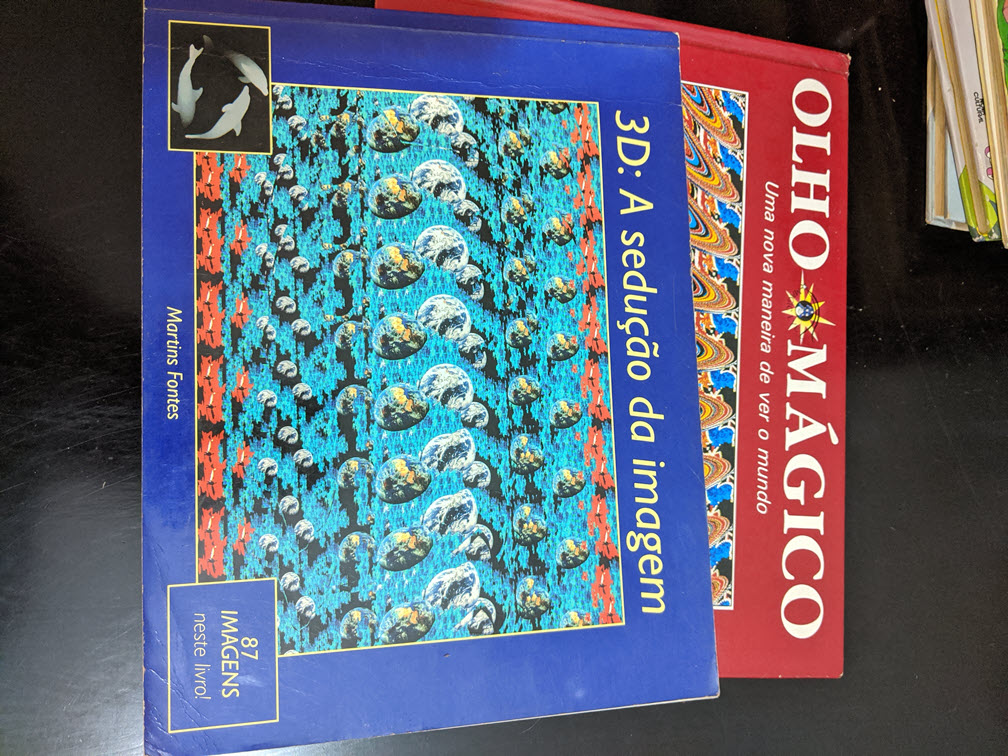 3D: A sedução da imagem
Martins Fontes
87
IMAGENS
neste livro!
OLHO MÁGICO
Uma nova maneira de ver o mundo